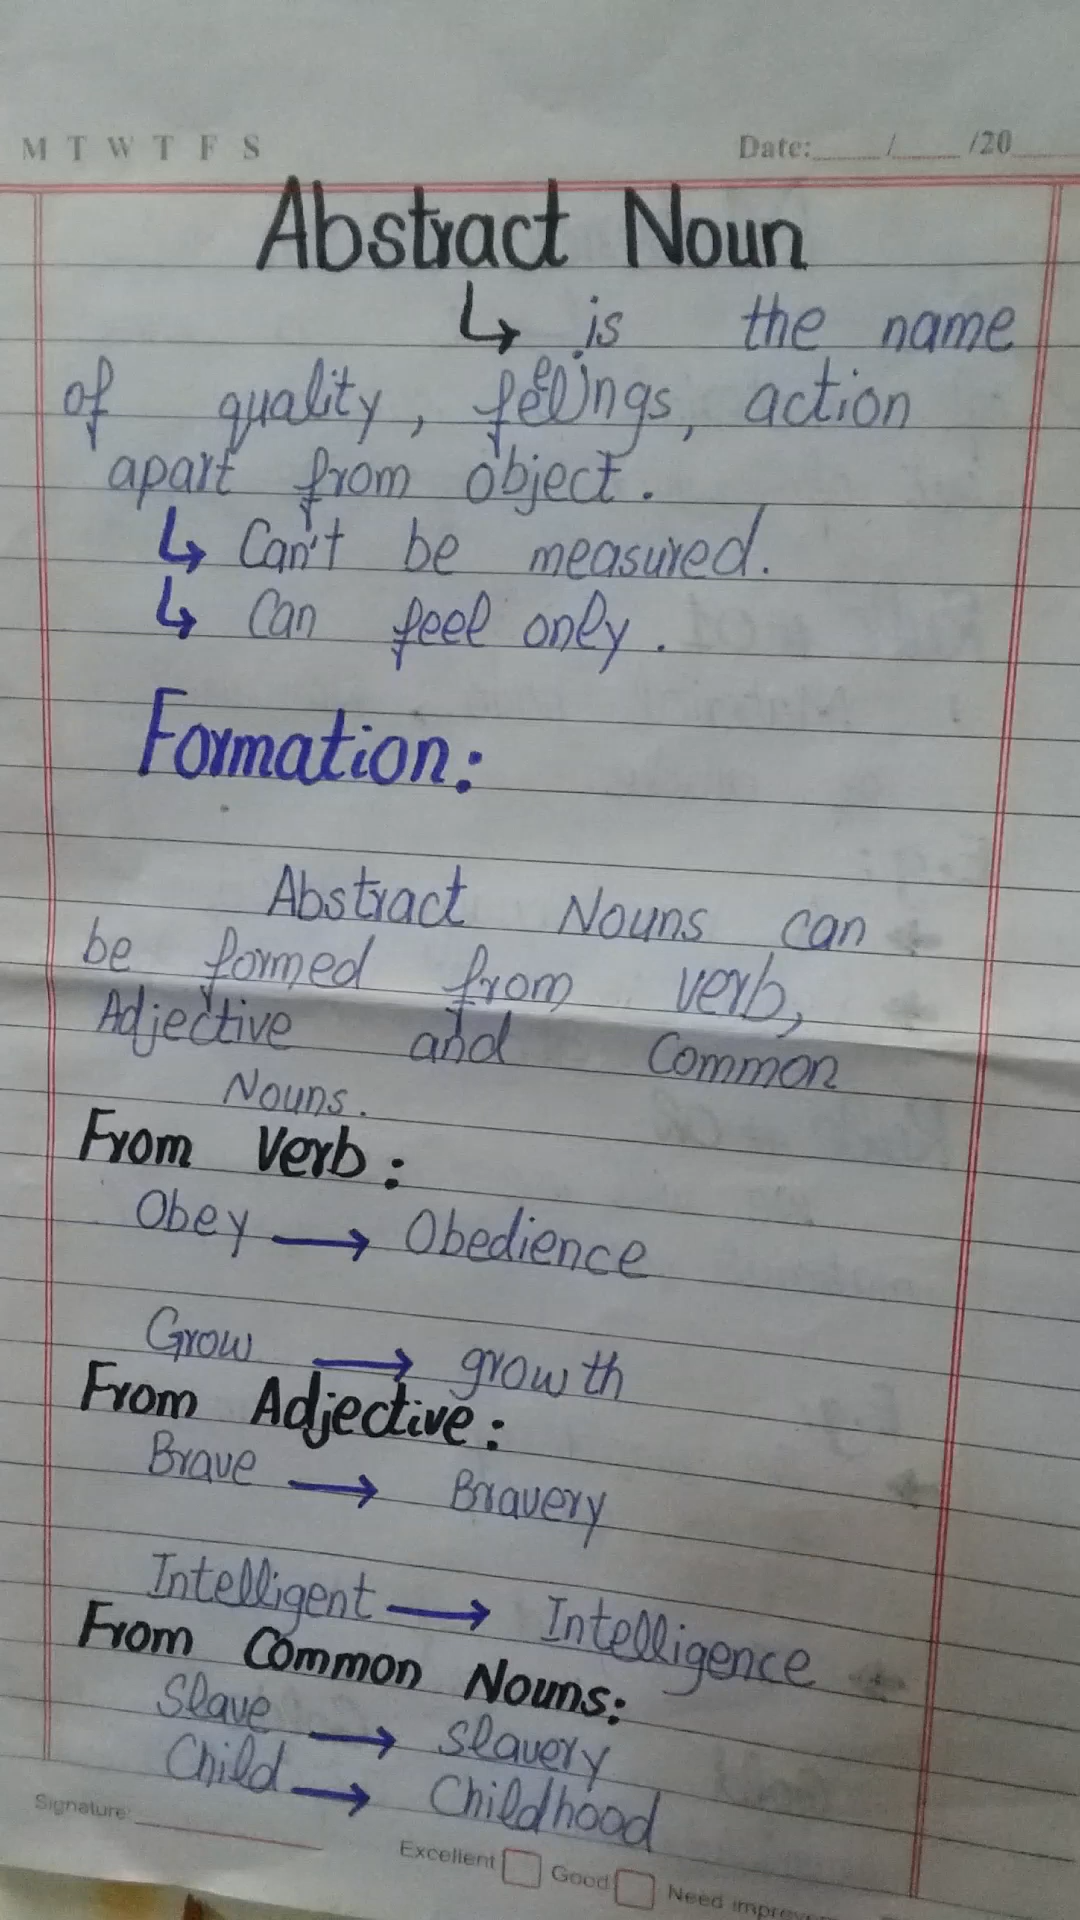 M T W T F S Date: / /20
Abstract Noun
↳ is the name
of quality, feelings, action
apart from object.
↳ Can't be measured.
↳ Can feel only.
Formation:
Abstract Nouns can
be formed from verb,
Adjective and Common
Nouns.
From Verb:
Obey → Obedience
Grow → growth
From Adjective:
Brave → Bravery
Intelligent → Intelligence
From Common Nouns:
Slave → slavery
Child → Childhood
Signature:
Excellent Good Need